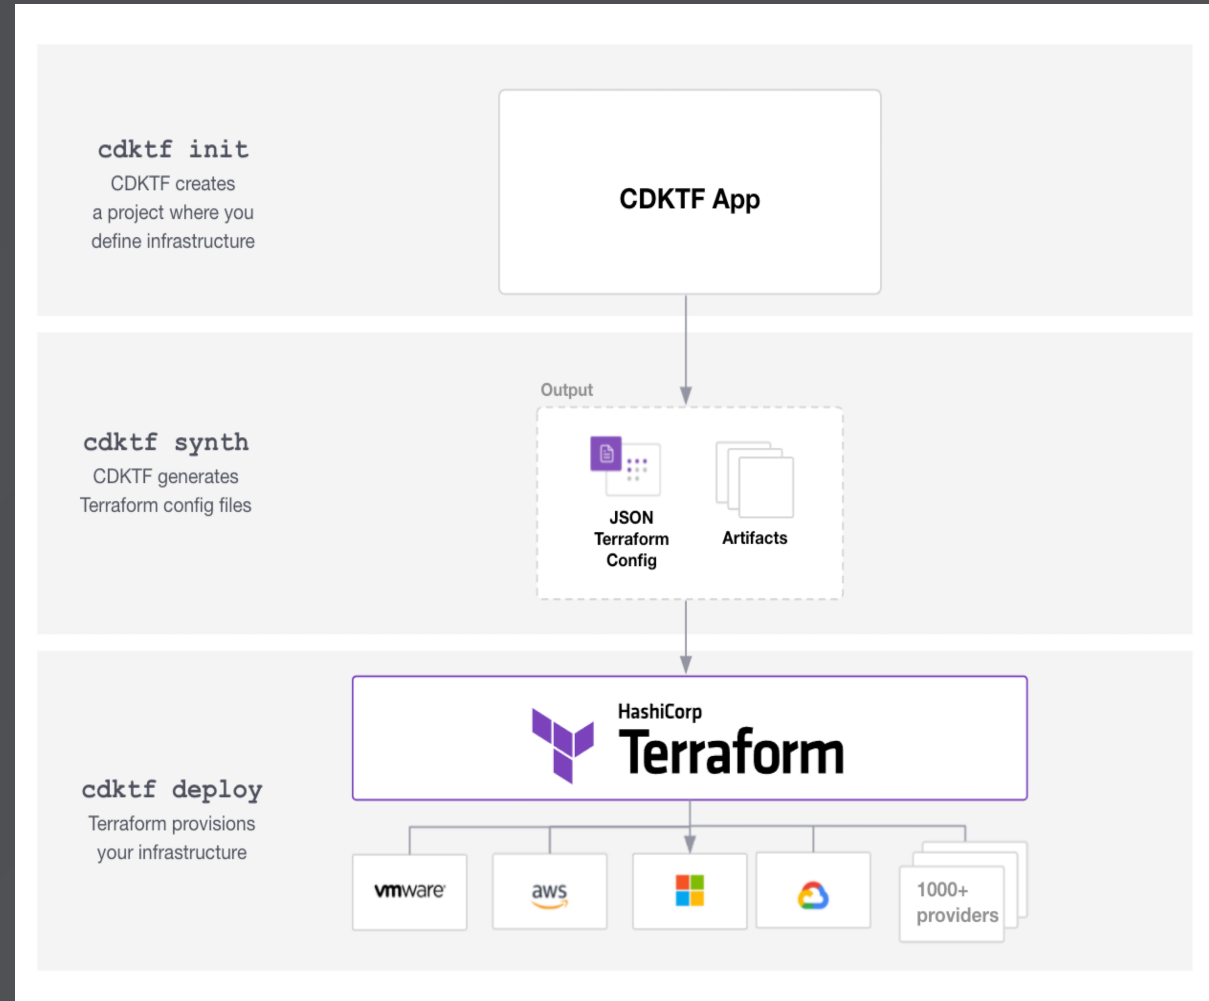 cdktf init
CDKTF creates
a project where you
define infrastructure
CDKTF App
cdktf synth
CDKTF generates
Terraform config files
Output
JSON
Terraform
Config
Artifacts
cdktf deploy
Terraform provisions
your infrastructure
HashiCorp
Terraform
vmware
aws
1000+
providers